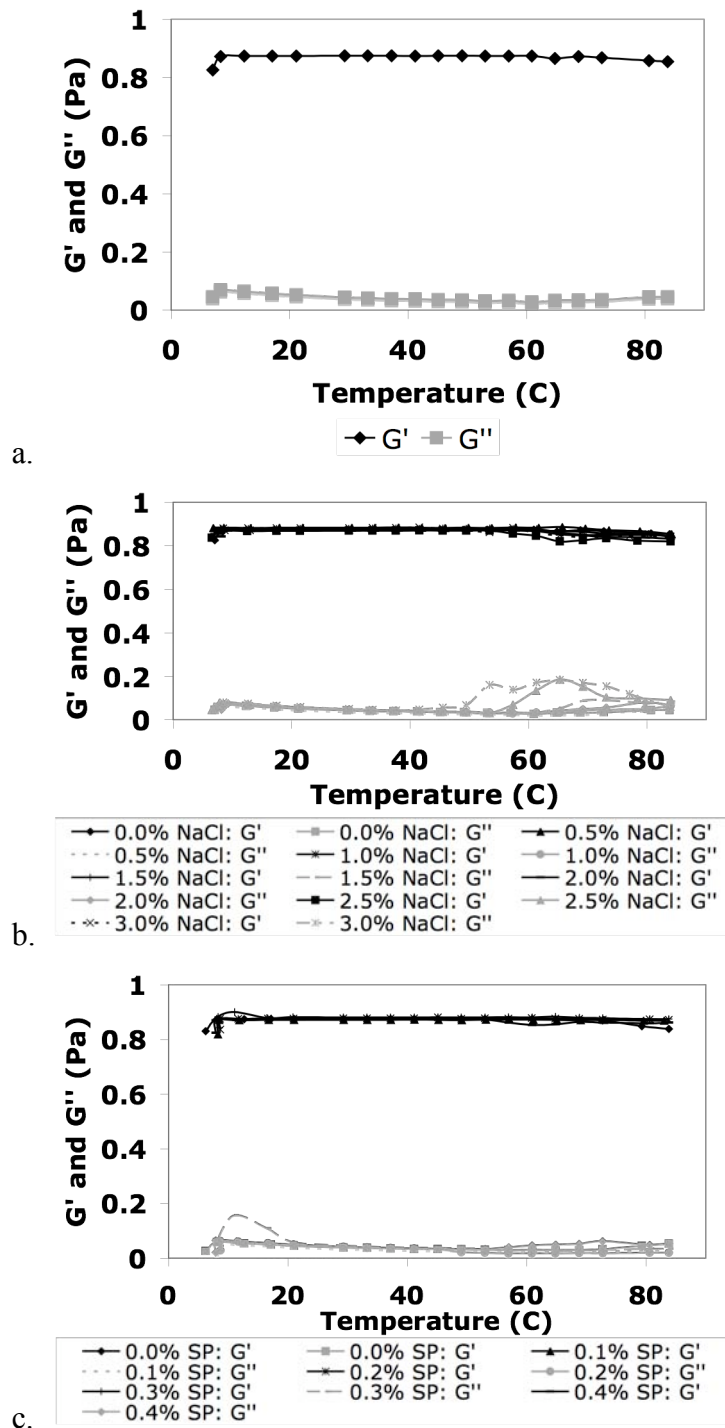 1
0.8
0.6
0.4
0.2
0
G' and G'' (Pa)
0 20 40 60 80
Temperature (C)
G' G''
a.
1
0.8
0.6
0.4
0.2
0
G' and G'' (Pa)
0 20 40 60 80
Temperature (C)
0.0% NaCl: G' 0.0% NaCl: G'' 0.5% NaCl: G'
0.5% NaCl: G'' 1.0% NaCl: G' 1.0% NaCl: G''
1.5% NaCl: G' 1.5% NaCl: G'' 2.0% NaCl: G'
2.0% NaCl: G'' 2.5% NaCl: G' 2.5% NaCl: G''
3.0% NaCl: G' 3.0% NaCl: G''
b.
1
0.8
0.6
0.4
0.2
0
G' and G'' (Pa)
0 20 40 60 80
Temperature (C)
0.0% SP: G' 0.0% SP: G'' 0.1% SP: G'
0.1% SP: G'' 0.2% SP: G' 0.2% SP: G''
0.3% SP: G' 0.3% SP: G'' 0.4% SP: G'
0.4% SP: G''
c.